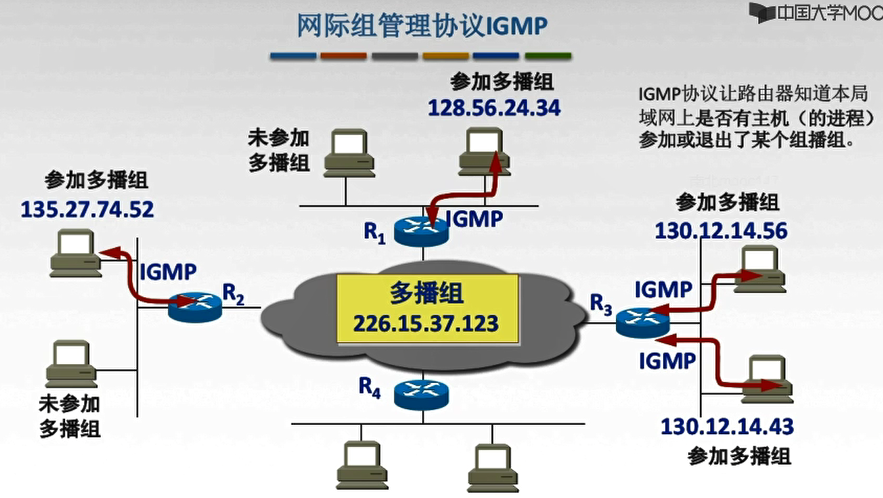 中国大学MOO
网际组管理协议IGMP
参加多播组
128.56.24.34
IGMP协议让路由器知道本局
域网上是否有主机（的进程）
参加或退出了某个组播组。
未参加
多播组
参加多播组
135.27.74.52
R1
IGMP
参加多播组
130.12.14.56
IGMP
R2
多播组
226.15.37.123
R3
IGMP
IGMP
R4
未参加
多播组
130.12.14.43
参加多播组